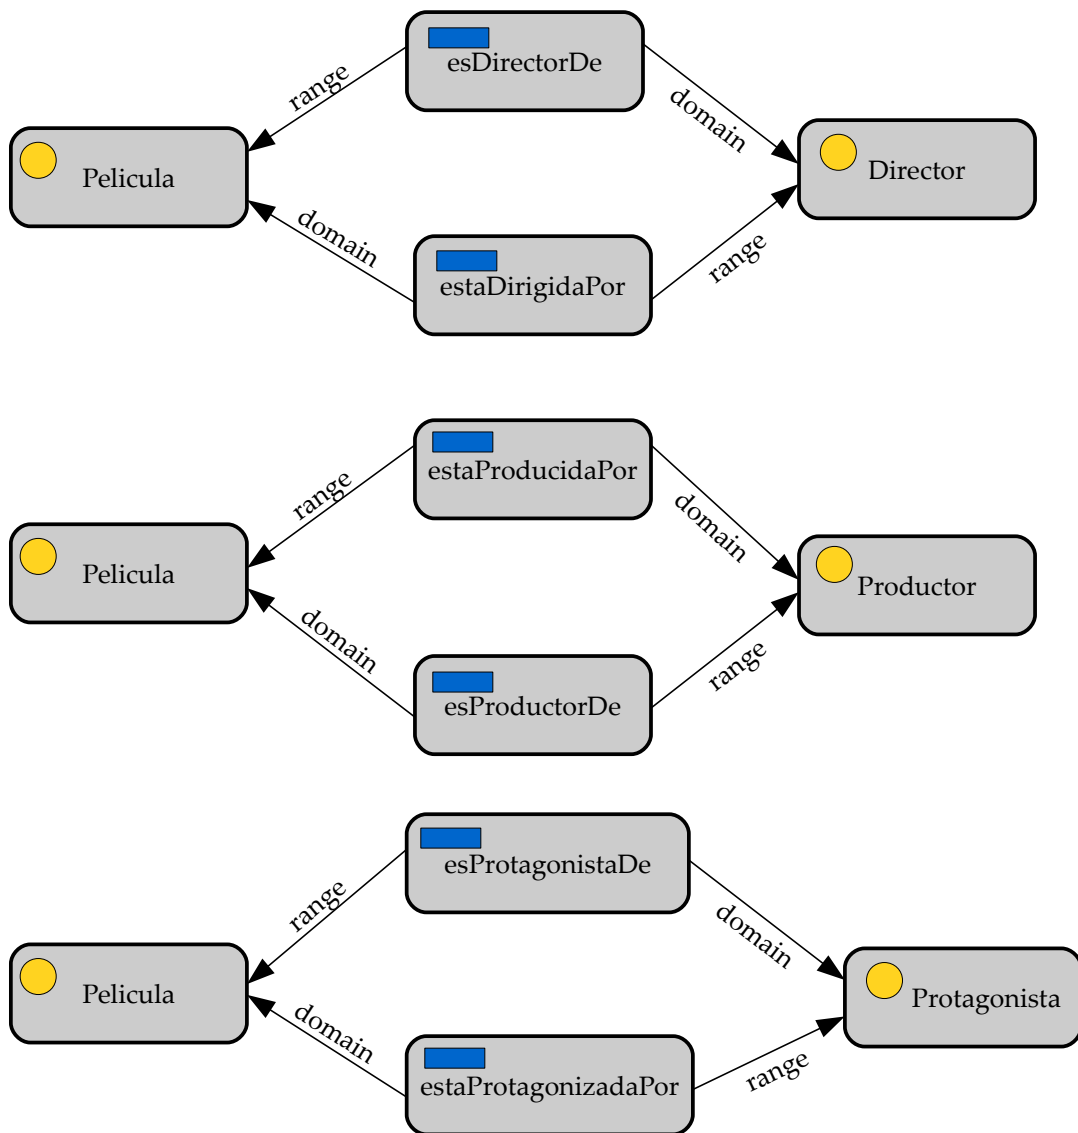 esDirectorDe
range
domain
Pelicula
Director
domain
range
estaDirigidaPor
estaProducidaPor
range
domain
Pelicula
Productor
domain
range
esProductorDe
esProtagonistaDe
range
domain
Pelicula
Protagonista
domain
range
estaProtagonizadaPor